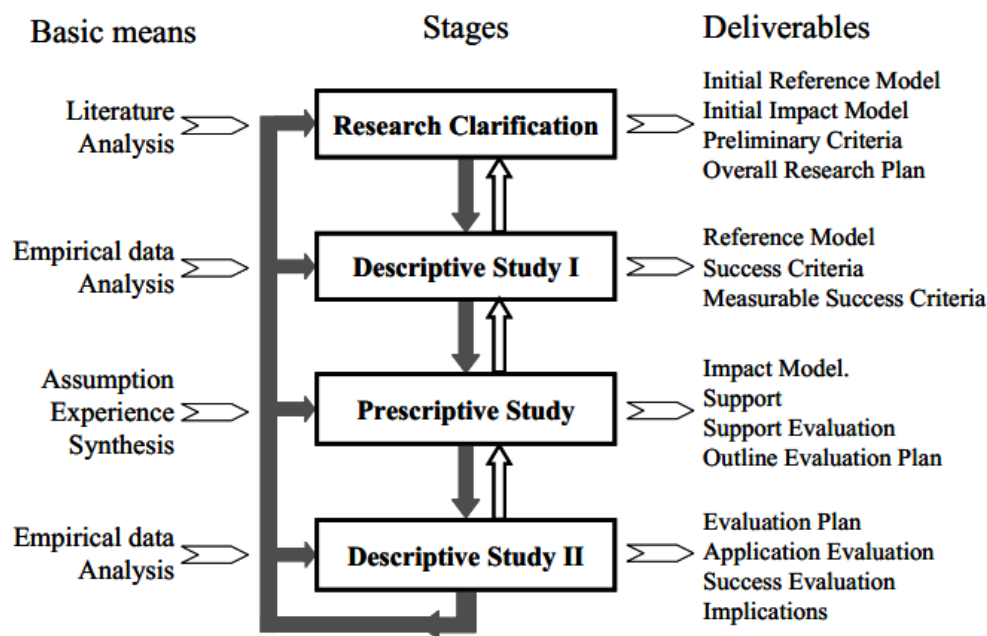 Basic means
Stages
Deliverables
Literature
Analysis
Research Clarification
Initial Reference Model
Initial Impact Model
Preliminary Criteria
Overall Research Plan
Empirical data
Analysis
Descriptive Study I
Reference Model
Success Criteria
Measurable Success Criteria
Assumption
Experience
Synthesis
Prescriptive Study
Impact Model.
Support
Support Evaluation
Outline Evaluation Plan
Empirical data
Analysis
Descriptive Study II
Evaluation Plan
Application Evaluation
Success Evaluation
Implications